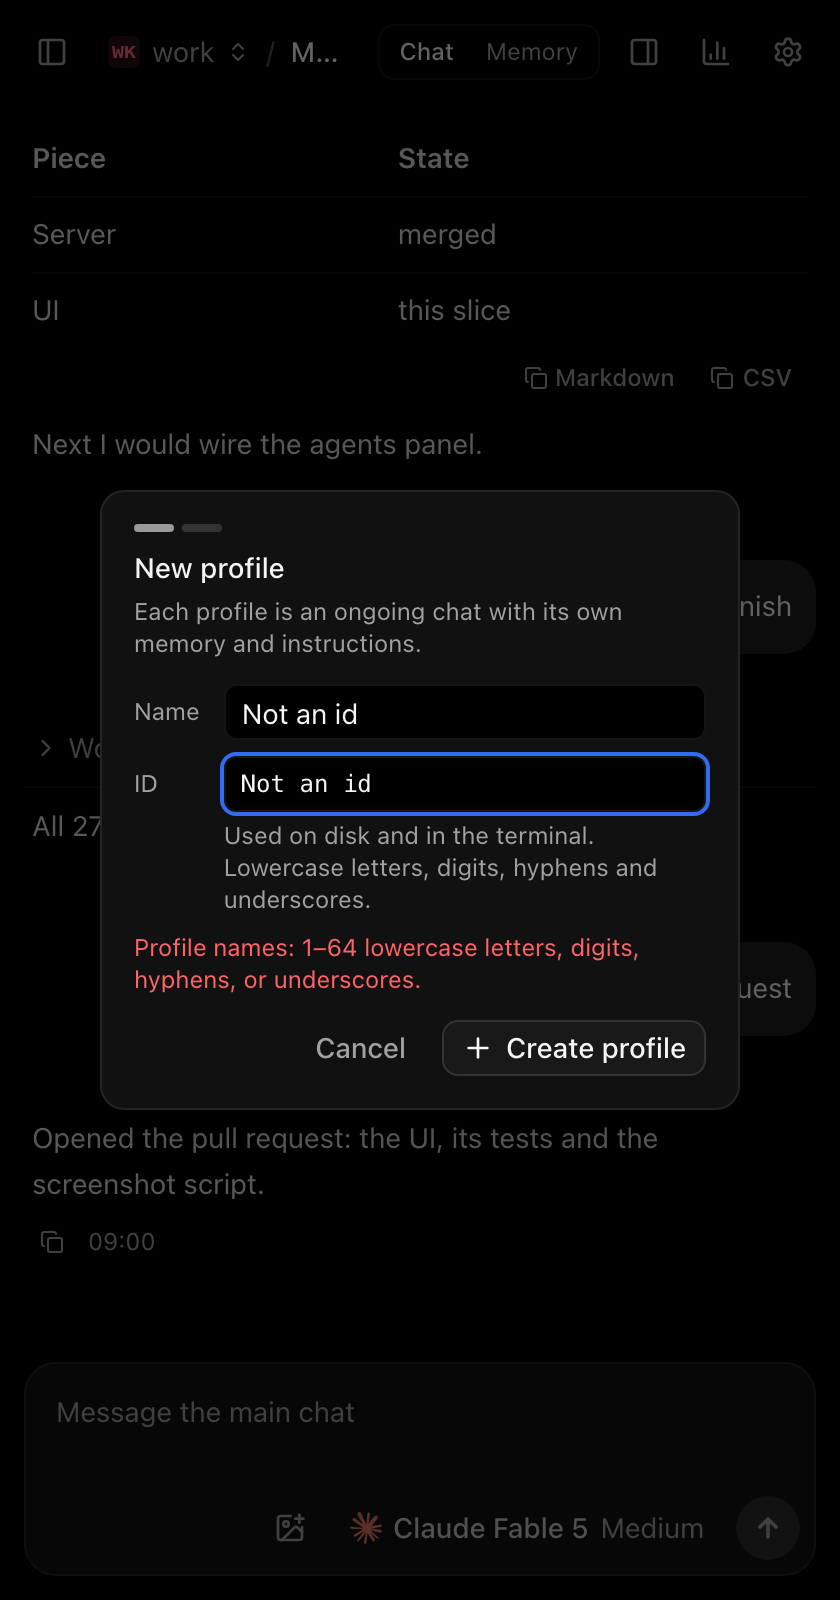 WK work / M... Chat Memory
Piece State
Server merged
UI this slice
Markdown CSV
Next I would wire the agents panel.
nish
New profile
Each profile is an ongoing chat with its own
memory and instructions.
Name Not an id
ID Not an id
Used on disk and in the terminal.
Lowercase letters, digits, hyphens and
underscores.
Profile names: 1–64 lowercase letters, digits,
hyphens, or underscores.
Cancel + Create profile
Wo
All 27
uest
Opened the pull request: the UI, its tests and the
screenshot script.
09:00
Message the main chat
Claude Fable 5 Medium